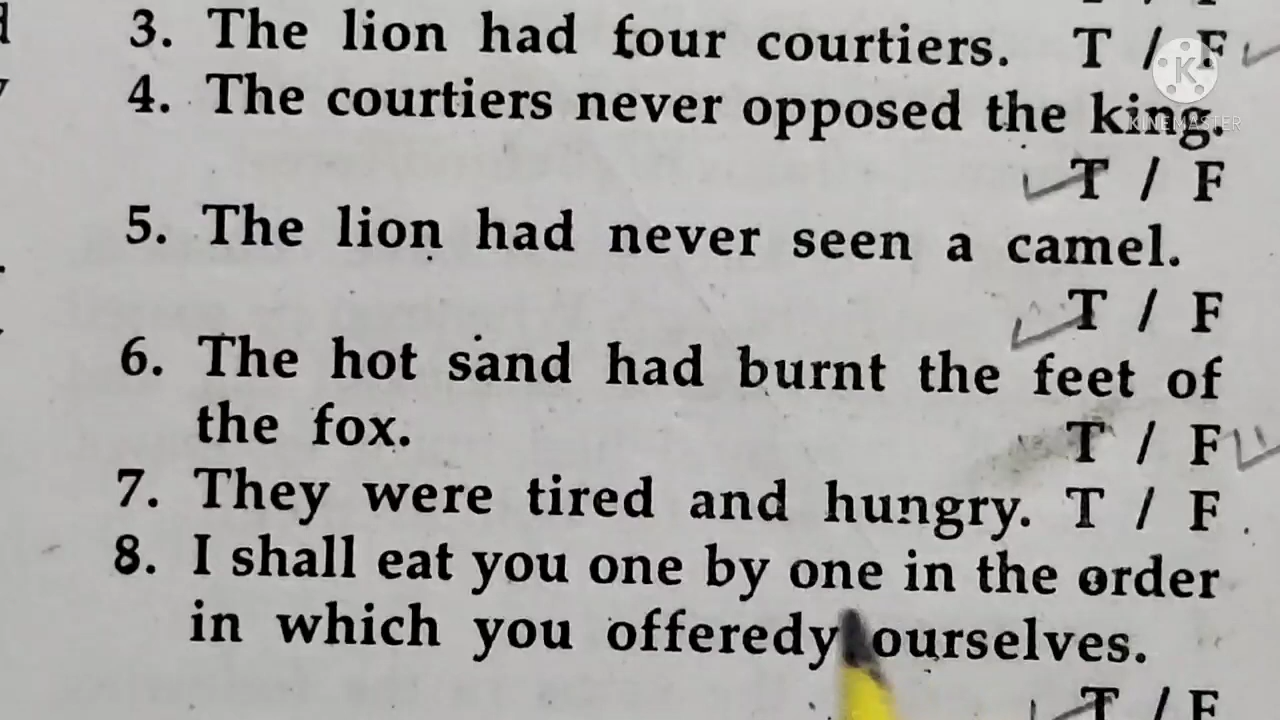 3. The lion had four courtiers. T / F
4. The courtiers never opposed the king.
T / F
5. The lion had never seen a camel.
T / F
6. The hot sand had burnt the feet of
the fox. T / F
7. They were tired and hungry. T / F
8. I shall eat you one by one in the order
in which you offeredy ourselves.
T / F
K
KINEMASTER